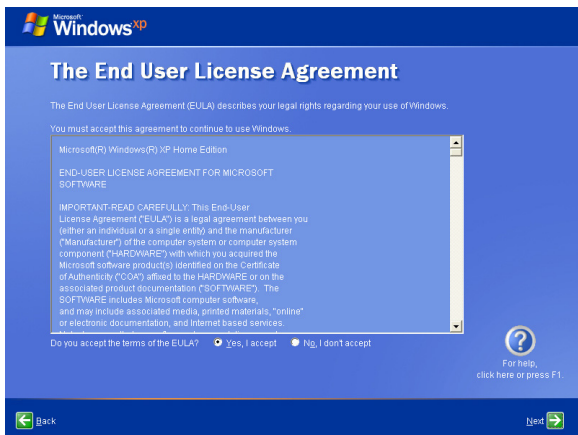 Microsoft
Windows xp
The End User License Agreement
The End User License Agreement (EULA) describes your legal rights regarding your use of Windows.
You must accept this agreement to continue to use Windows.
Microsoft(R) Windows(R) XP Home Edition
END-USER LICENSE AGREEMENT FOR MICROSOFT
SOFTWARE
IMPORTANT-READ CAREFULLY: This End-User
License Agreement ("EULA") is a legal agreement between you
(either an individual or a single entity) and the manufacturer
("Manufacturer") of the computer system or computer system
component ("HARDWARE") with which you acquired the
Microsoft software product(s) identified on the Certificate
of Authenticity ("COA") affixed to the HARDWARE or on the
associated product documentation ("SOFTWARE"). The
SOFTWARE includes Microsoft computer software,
and may include associated media, printed materials, "online"
or electronic documentation, and Internet based services.
Do you accept the terms of the EULA? Yes, I accept No, I don't accept
For help,
click here or press F1.
Back
Next